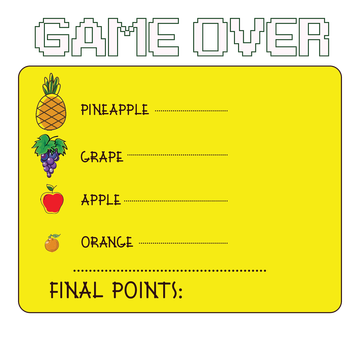 GAME OVER
PINEAPPLE
GRAPE
APPLE
ORANGE
FINAL POINTS: